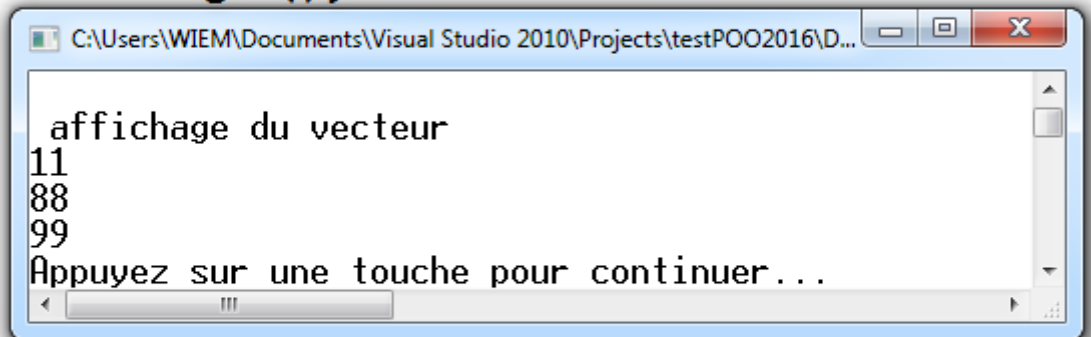 C:\Users\WIEM\Documents\Visual Studio 2010\Projects\testPOO2016\D...
affichage du vecteur
11
88
99
Appuyez sur une touche pour continuer...